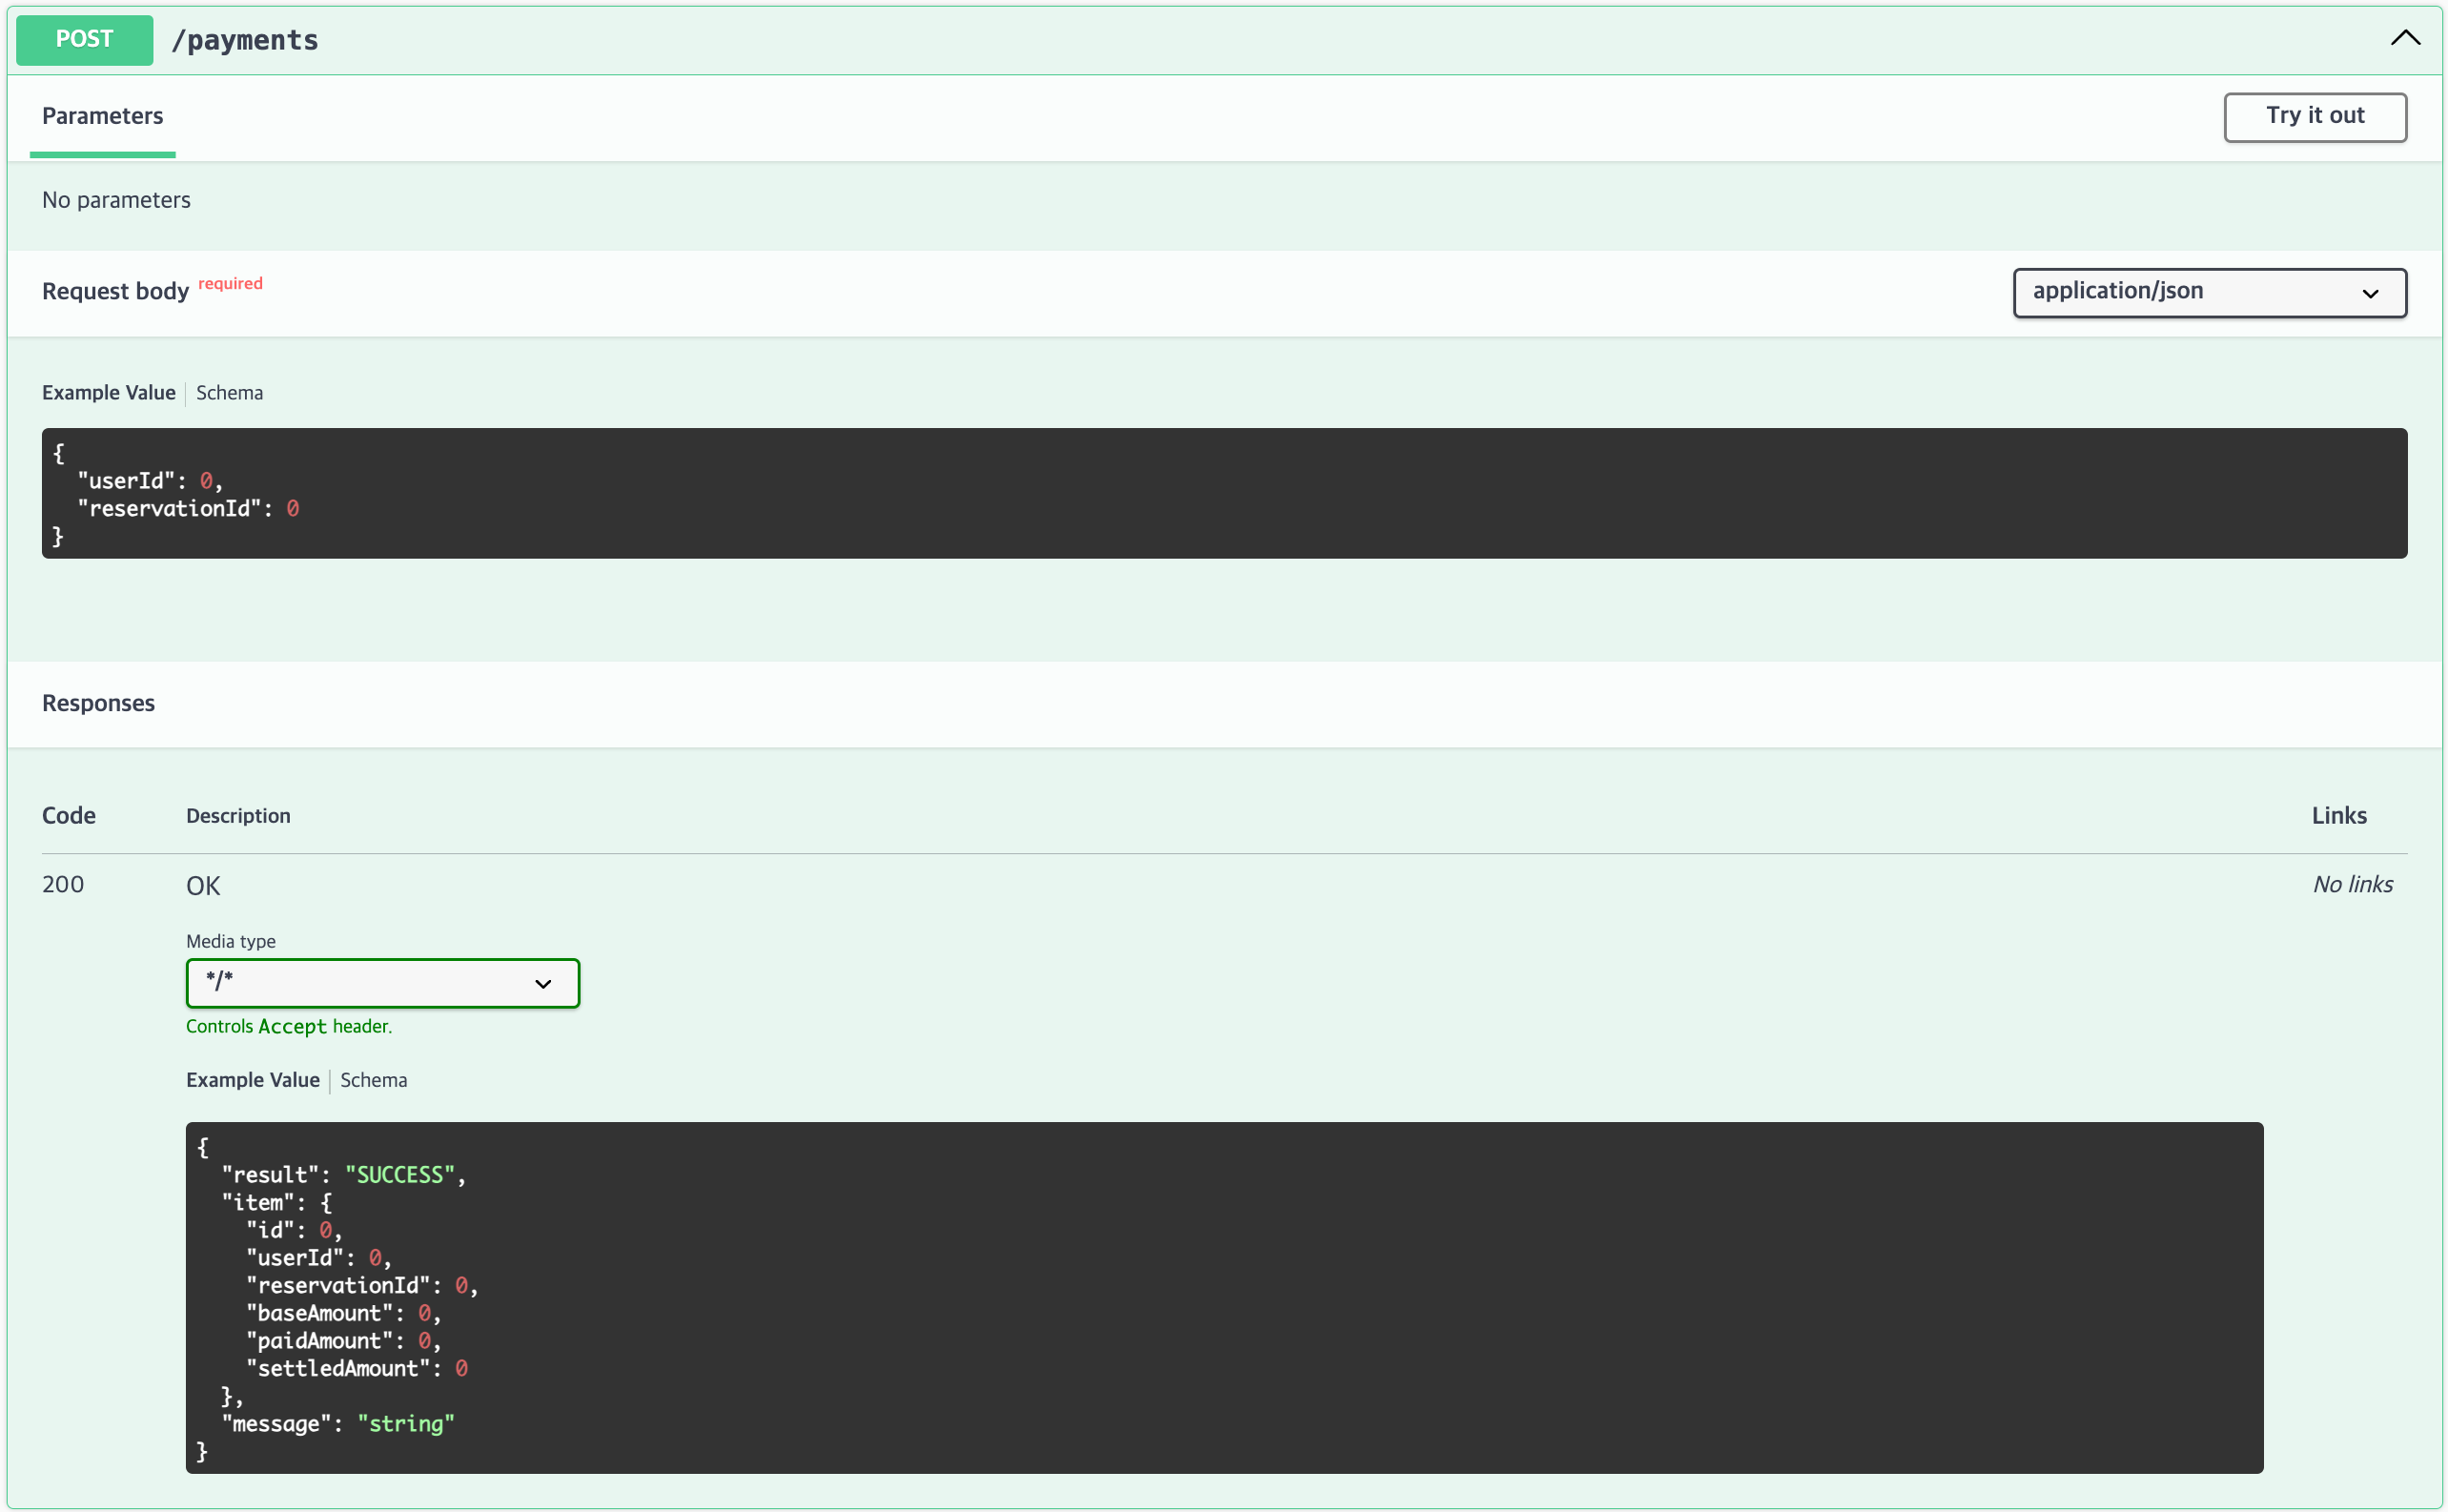 POST /payments
Parameters
Try it out
No parameters
Request body required
application/json
Example Value Schema
{
  "userId": 0,
  "reservationId": 0
}
Responses
Code Description Links
200 OK No links
Media type
*/*
Controls Accept header.
Example Value Schema
{
  "result": "SUCCESS",
  "item": {
    "id": 0,
    "userId": 0,
    "reservationId": 0,
    "baseAmount": 0,
    "paidAmount": 0,
    "settledAmount": 0
  },
  "message": "string"
}